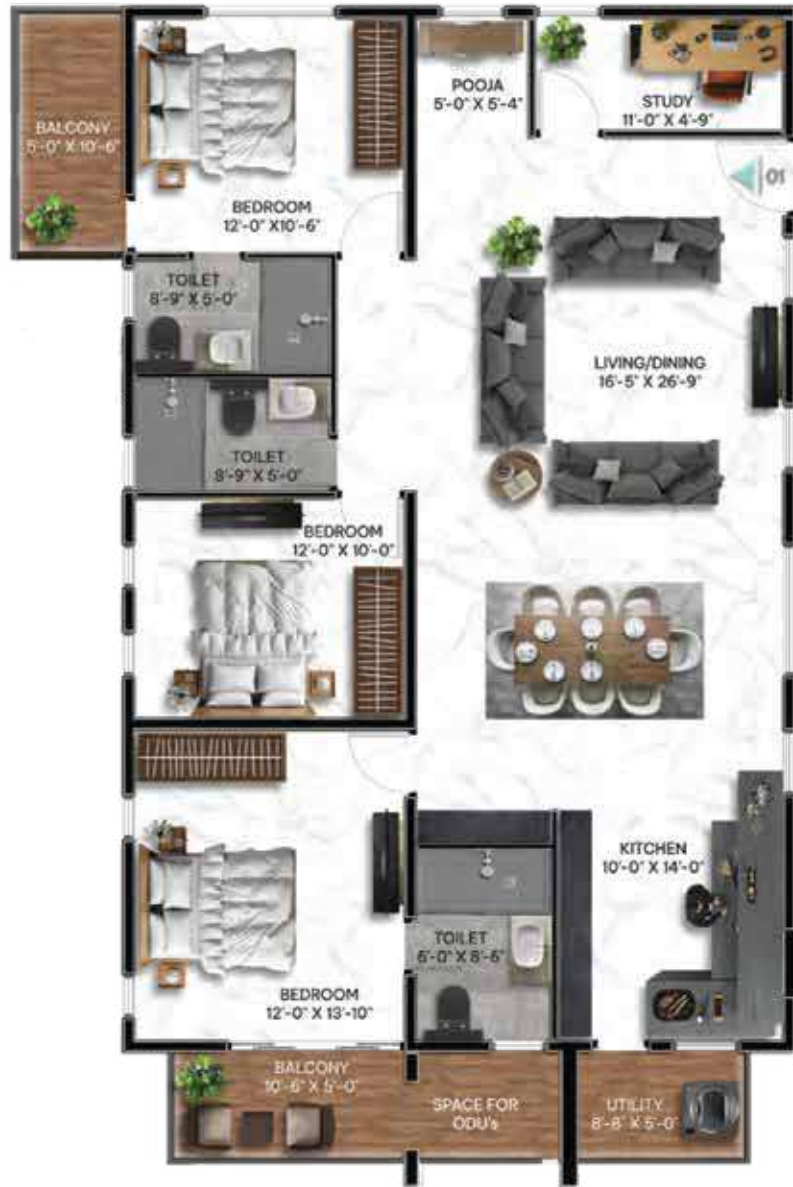 POOJA
5'-0" X 5'-4"
STUDY
11'-0" X 4'-9"
BALCONY
5'-0" X 10'-6"
01
BEDROOM
12'-0" X10'-6"
TOILET
8'-9" X 5'-0"
LIVING/DINING
16'-5" X 26'-9"
TOILET
8'-9" X 5'-0"
BEDROOM
12'-0" X 10'-0"
KITCHEN
10'-0" X 14'-0"
TOILET
6'-0" X 8'-6"
BEDROOM
12'-0" X 13'-10"
BALCONY
10'-6" X 5'-0"
SPACE FOR
ODU's
UTILITY
8'-8" X 5'-0"